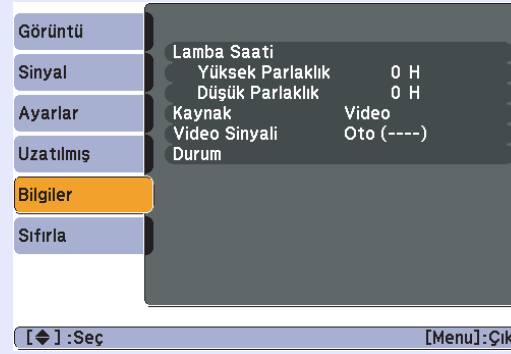 Görüntü
Sinyal
Ayarlar
Uzatılmış
Bilgiler
Sıfırla
Lamba Saati
Yüksek Parlaklık 0 H
Düşük Parlaklık 0 H
Kaynak Video
Video Sinyali Oto (----)
Durum
[◆] :Seç [Menu]:Çık